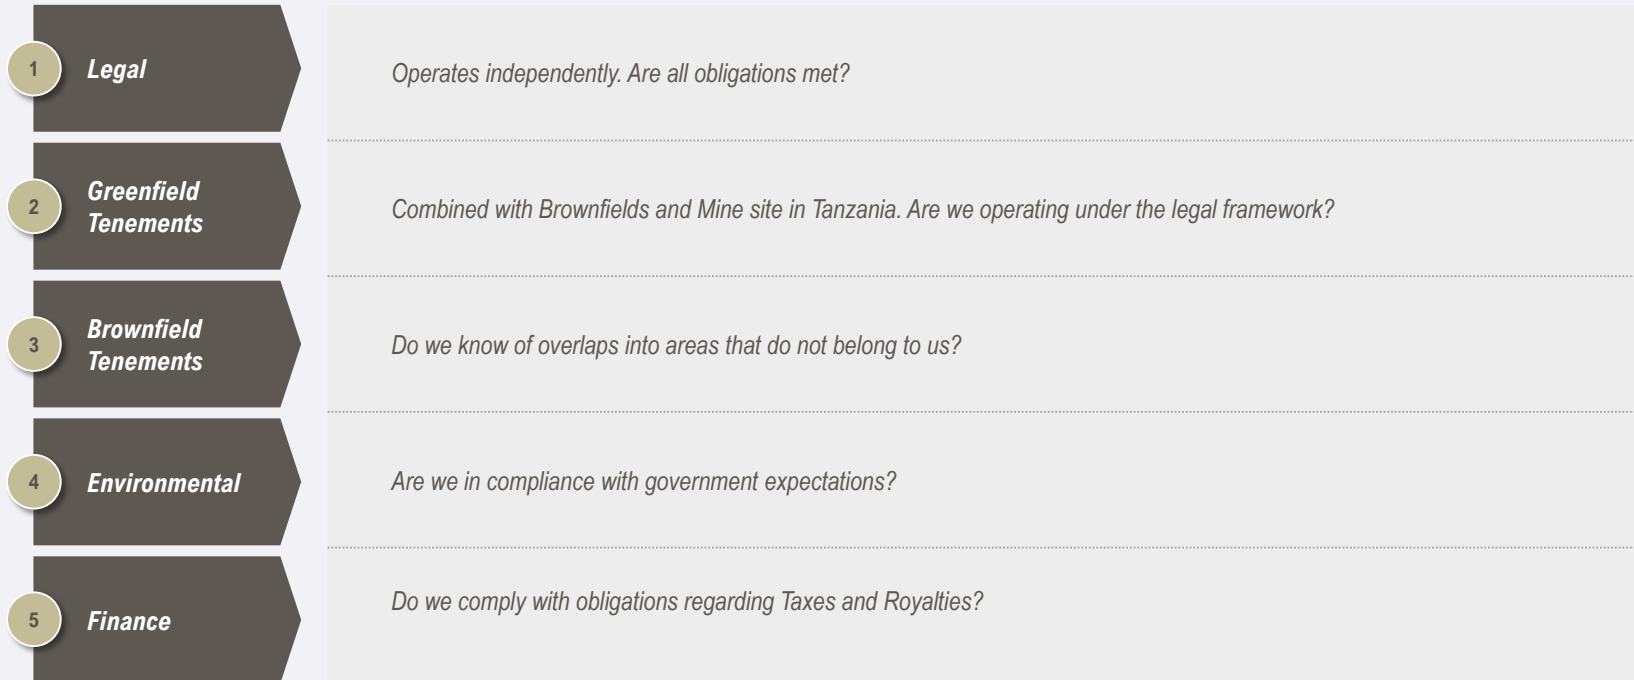 1
Legal
Operates independently. Are all obligations met?
2
Greenfield
Tenements
Combined with Brownfields and Mine site in Tanzania. Are we operating under the legal framework?
3
Brownfield
Tenements
Do we know of overlaps into areas that do not belong to us?
4
Environmental
Are we in compliance with government expectations?
5
Finance
Do we comply with obligations regarding Taxes and Royalties?